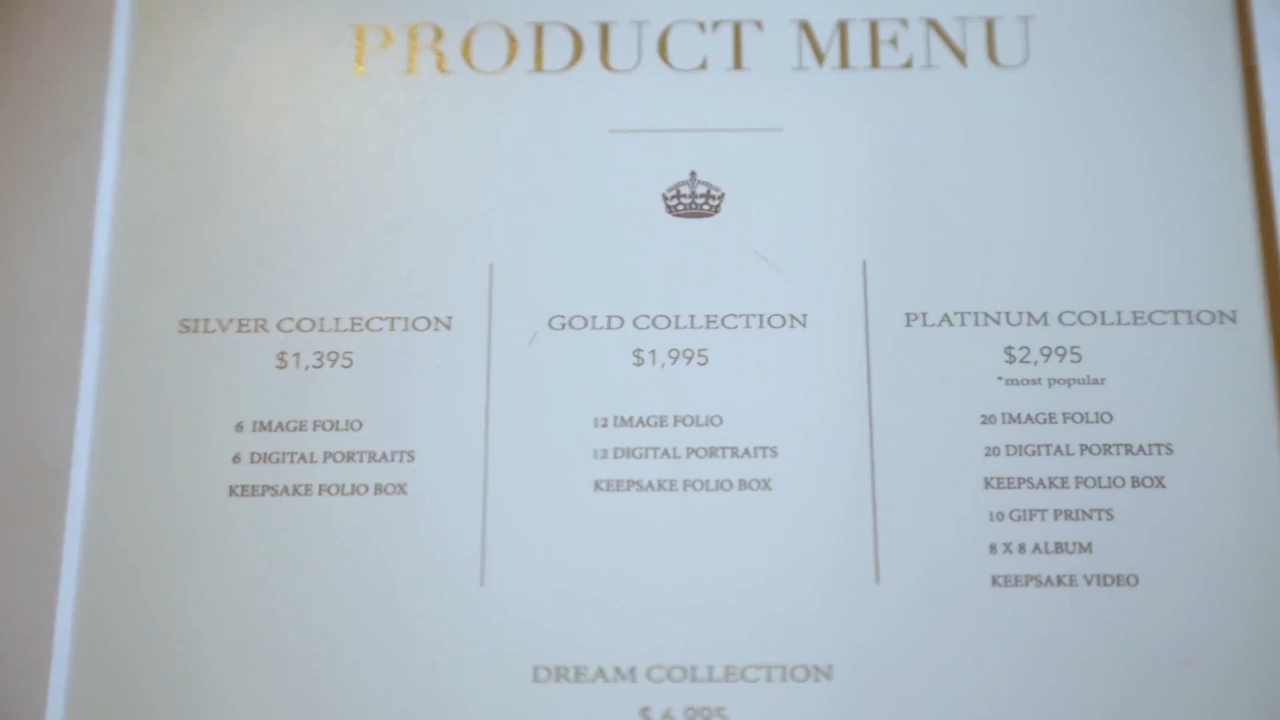 PRODUCT MENU
SILVER COLLECTION
$1,395
6 IMAGE FOLIO
6 DIGITAL PORTRAITS
KEEPSAKE FOLIO BOX
GOLD COLLECTION
$1,995
12 IMAGE FOLIO
12 DIGITAL PORTRAITS
KEEPSAKE FOLIO BOX
PLATINUM COLLECTION
$2,995
*most popular
20 IMAGE FOLIO
20 DIGITAL PORTRAITS
KEEPSAKE FOLIO BOX
10 GIFT PRINTS
8 X 8 ALBUM
KEEPSAKE VIDEO
DREAM COLLECTION
$6,995